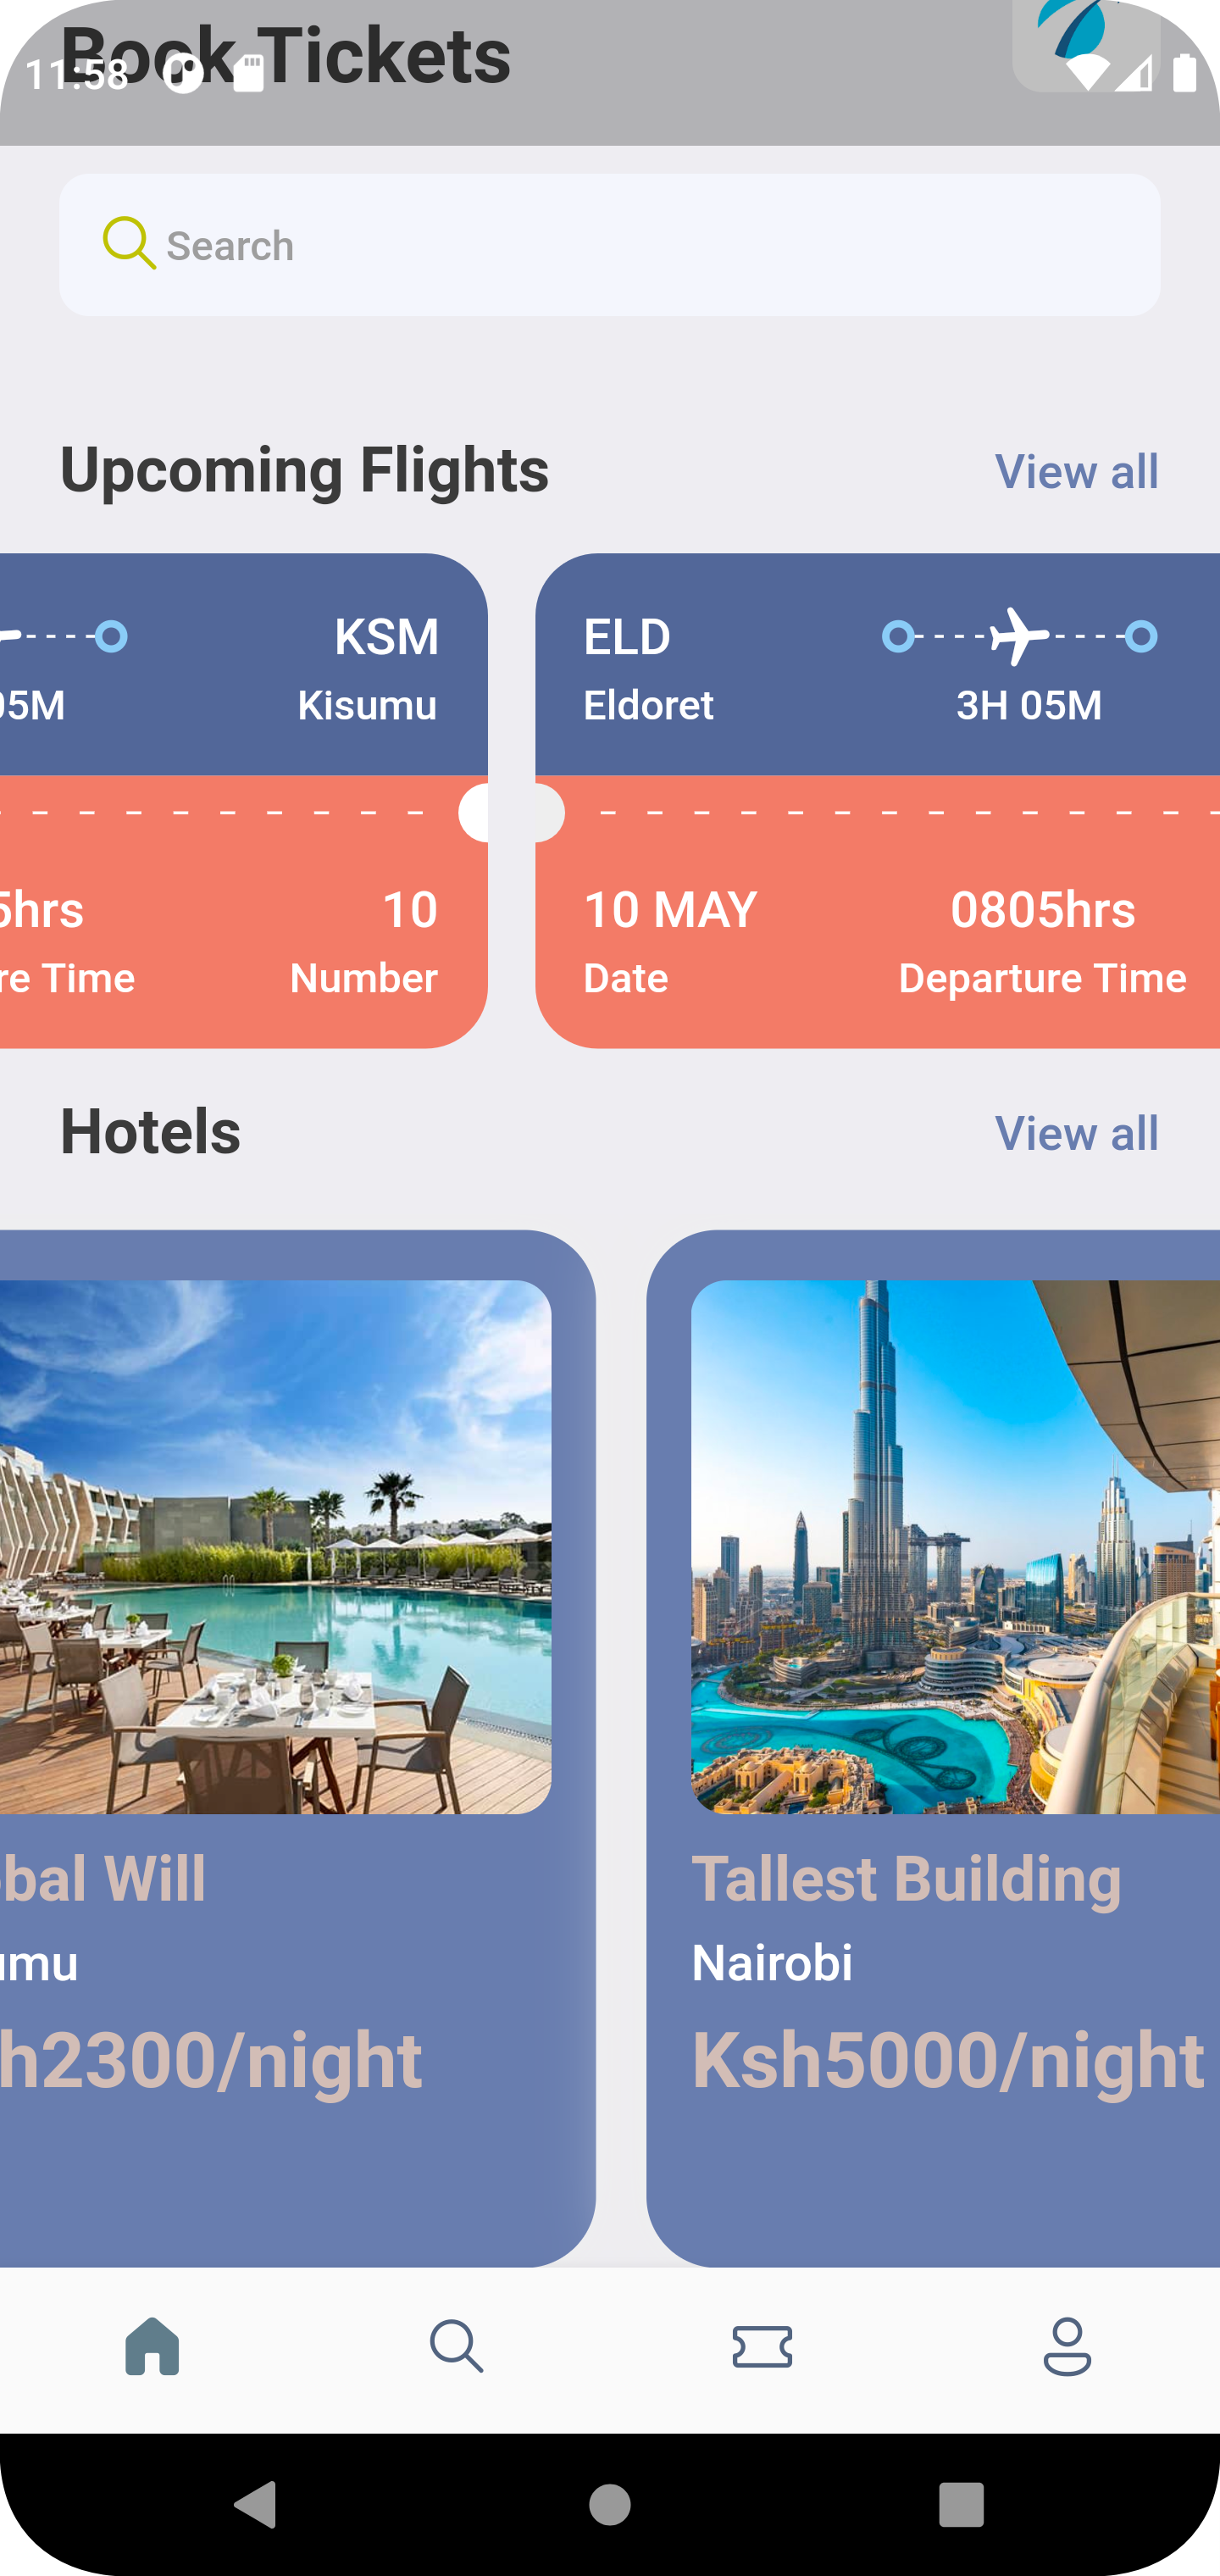 Book Tickets
11:58
Search
Upcoming Flights View all
KSM
05M Kisumu
5hrs 10
re Time Number
ELD
Eldoret 3H 05M
10 MAY 0805hrs
Date Departure Time
Hotels View all
bal Will
umu
h2300/night
Tallest Building
Nairobi
Ksh5000/night